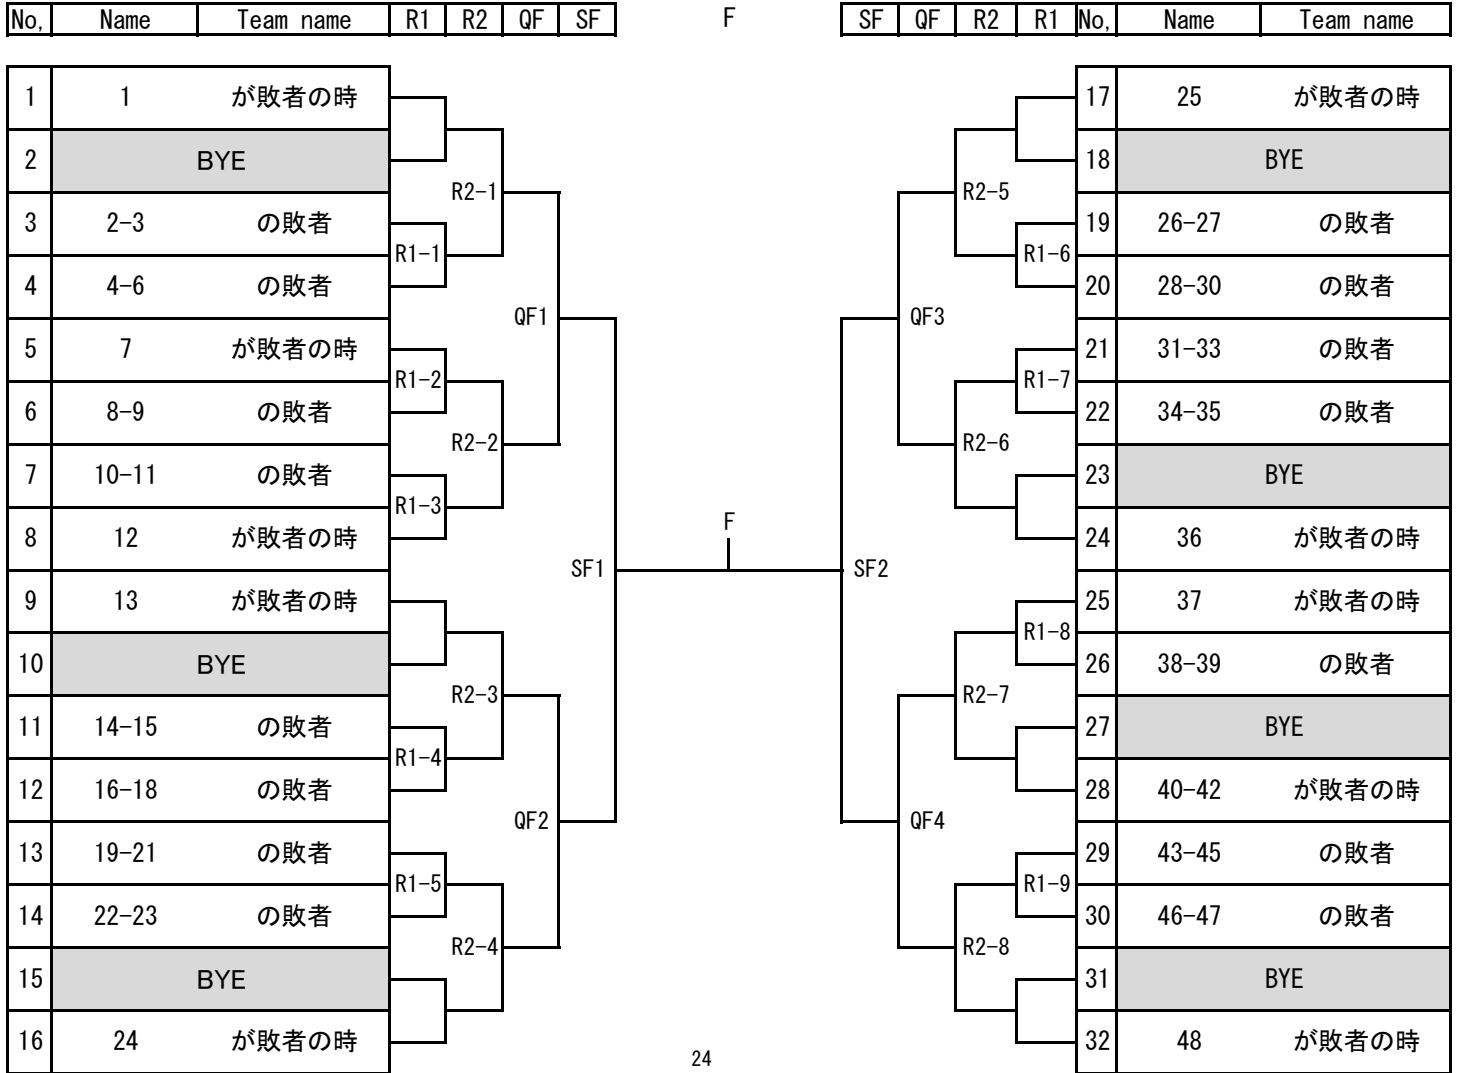 No, Name Team name R1 R2 QF SF F SF QF R2 R1 No, Name Team name
1 1 が敗者の時 17 25 が敗者の時
2 BYE 18 BYE
R2-1 R2-5
3 2-3 の敗者 19 26-27 の敗者
R1-1 R1-6
4 4-6 の敗者 20 28-30 の敗者
QF1 QF3
5 7 が敗者の時 21 31-33 の敗者
R1-2 R1-7
6 8-9 の敗者 22 34-35 の敗者
R2-2 R2-6
7 10-11 の敗者 23 BYE
R1-3 F
8 12 が敗者の時 24 36 が敗者の時
SF1 SF2
9 13 が敗者の時 25 37 が敗者の時
R1-8
10 BYE 26 38-39 の敗者
R2-3 R2-7
11 14-15 の敗者 27 BYE
R1-4
12 16-18 の敗者 28 40-42 が敗者の時
QF2 QF4
13 19-21 の敗者 29 43-45 の敗者
R1-5 R1-9
14 22-23 の敗者 30 46-47 の敗者
R2-4 R2-8
15 BYE 31 BYE
16 24 が敗者の時 32 48 が敗者の時
24